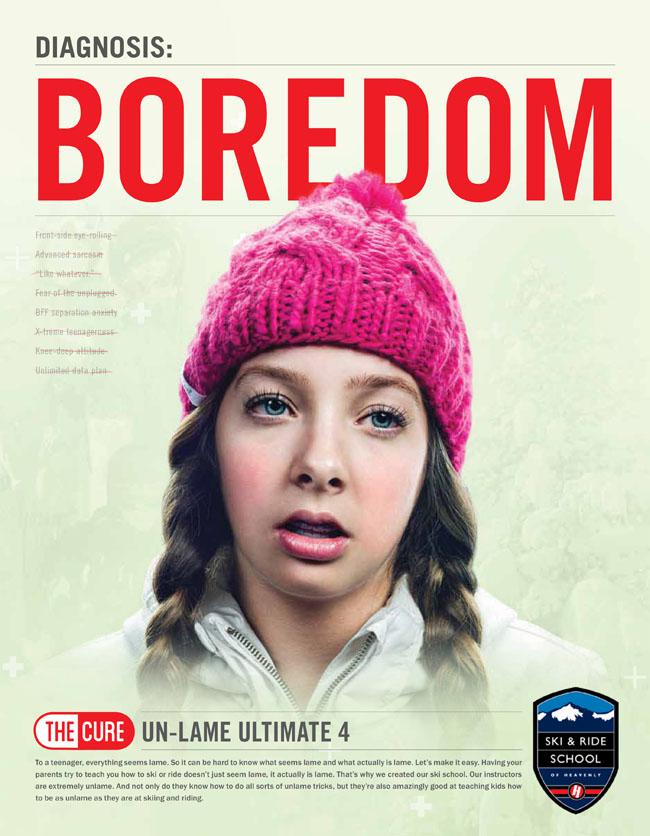 DIAGNOSIS:
BOREDOM
Front-side eye-rolling
Advanced sarcasm
"Like whatever."
Fear of the unplugged
BFF separation anxiety
X-treme teenagerness
Knee-deep attitude
Unlimited data plan
THE CURE UN-LAME ULTIMATE 4
To a teenager, everything seems lame. So it can be hard to know what seems lame and what actually is lame. Let's make it easy. Having your
parents try to teach you how to ski or ride doesn't just seem lame, it actually is lame. That's why we created our ski school. Our instructors
are extremely unlame. And not only do they know how to do all sorts of unlame tricks, but they're also amazingly good at teaching kids how
to be as unlame as they are at skiing and riding.
SKI & RIDE
SCHOOL
OF HEAVENLY
H